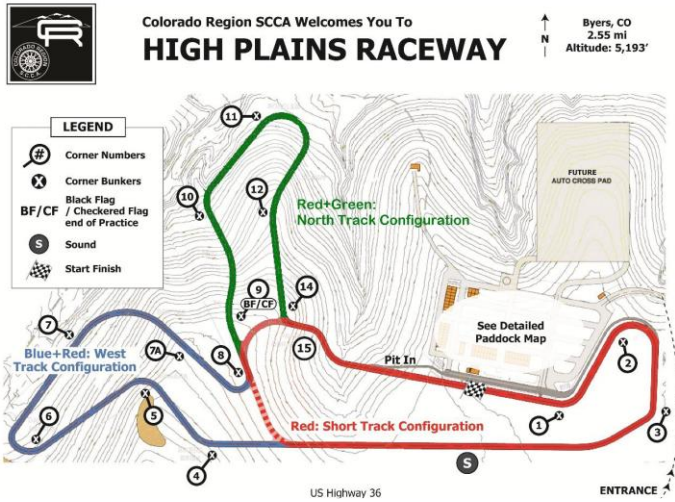 Colorado Region SCCA Welcomes You To
HIGH PLAINS RACEWAY
N
Byers, CO
2.55 mi
Altitude: 5,193'
LEGEND
# Corner Numbers
X Corner Bunkers
BF/CF Black Flag
/ Checkered Flag
end of Practice
S Sound
Start Finish
11
10
12
Red+Green:
North Track Configuration
FUTURE
AUTO CROSS PAD
9
BF/CF
14
7
7A
8
15
Blue+Red: West
Track Configuration
See Detailed
Paddock Map
Pit In
2
1
3
6
5
4
Red: Short Track Configuration
S
US Highway 36
ENTRANCE